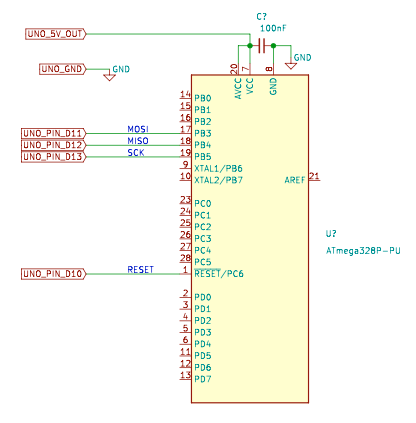 C?
100nF
UNO_5V_OUT
GND
UNO_GND
GND
20
7
8
AVCC
VCC
GND
14 PB0
15 PB1
16 PB2
UNO_PIN_D11 MOSI 17 PB3
UNO_PIN_D12 MISO 18 PB4
UNO_PIN_D13 SCK 19 PB5
9 XTAL1/PB6
10 XTAL2/PB7
AREF 21
23 PC0
24 PC1
25 PC2
26 PC3
27 PC4
28 PC5
UNO_PIN_D10 RESET 1 RESET/PC6
U?
ATmega328P-PU
2 PD0
3 PD1
4 PD2
5 PD3
6 PD4
11 PD5
12 PD6
13 PD7